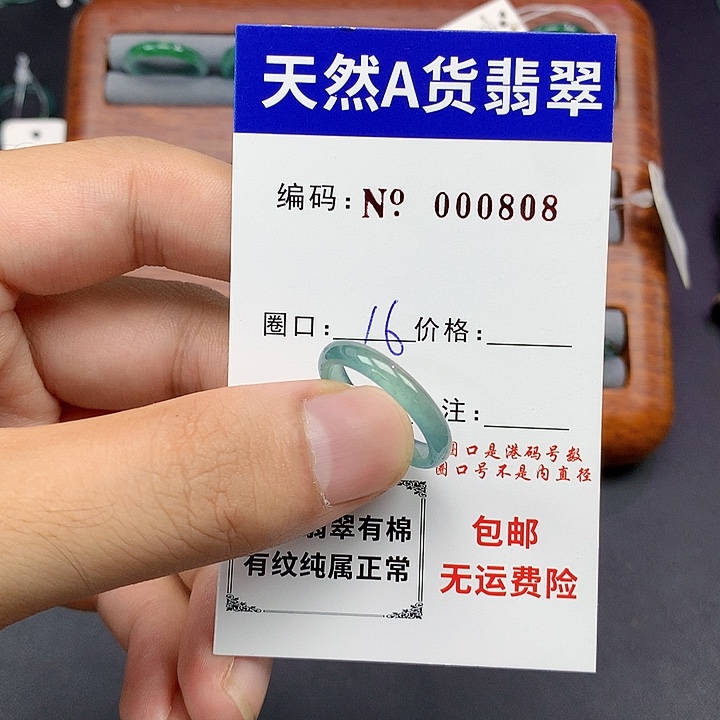 天然A货翡翠
编码：Nº 000808
圈口：16 价格：
注：
圈口是港码号数
圈口号不是内直径
翡翠有棉
有纹纯属正常
包邮
无运费险